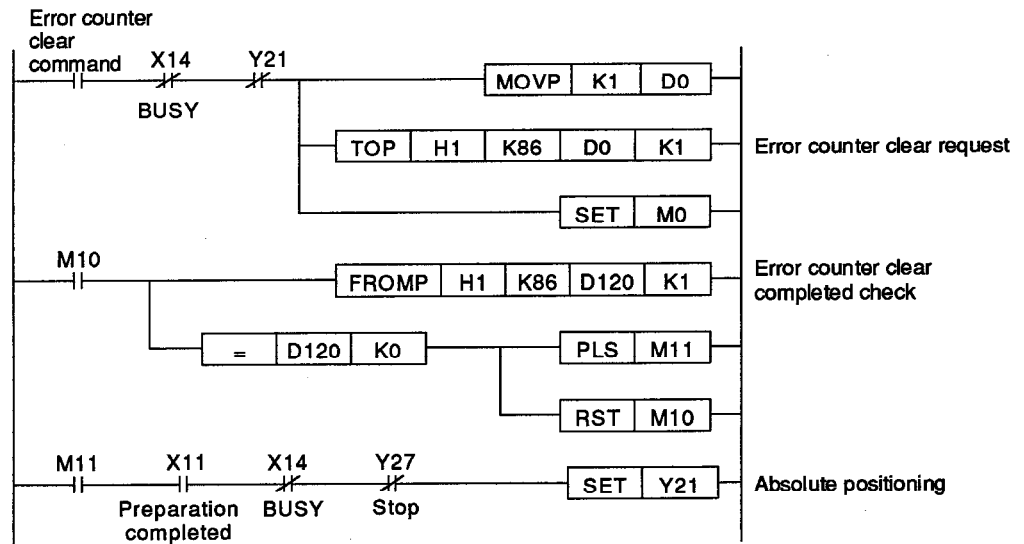 Error counter
clear
command
X14
Y21
BUSY
MOVP K1 D0
TOP H1 K86 D0 K1
Error counter clear request
SET M0
M10
FROMP H1 K86 D120 K1
Error counter clear
completed check
= D120 K0
PLS M11
RST M10
M11 X11 X14 Y27
Preparation
completed
BUSY
Stop
SET Y21
Absolute positioning